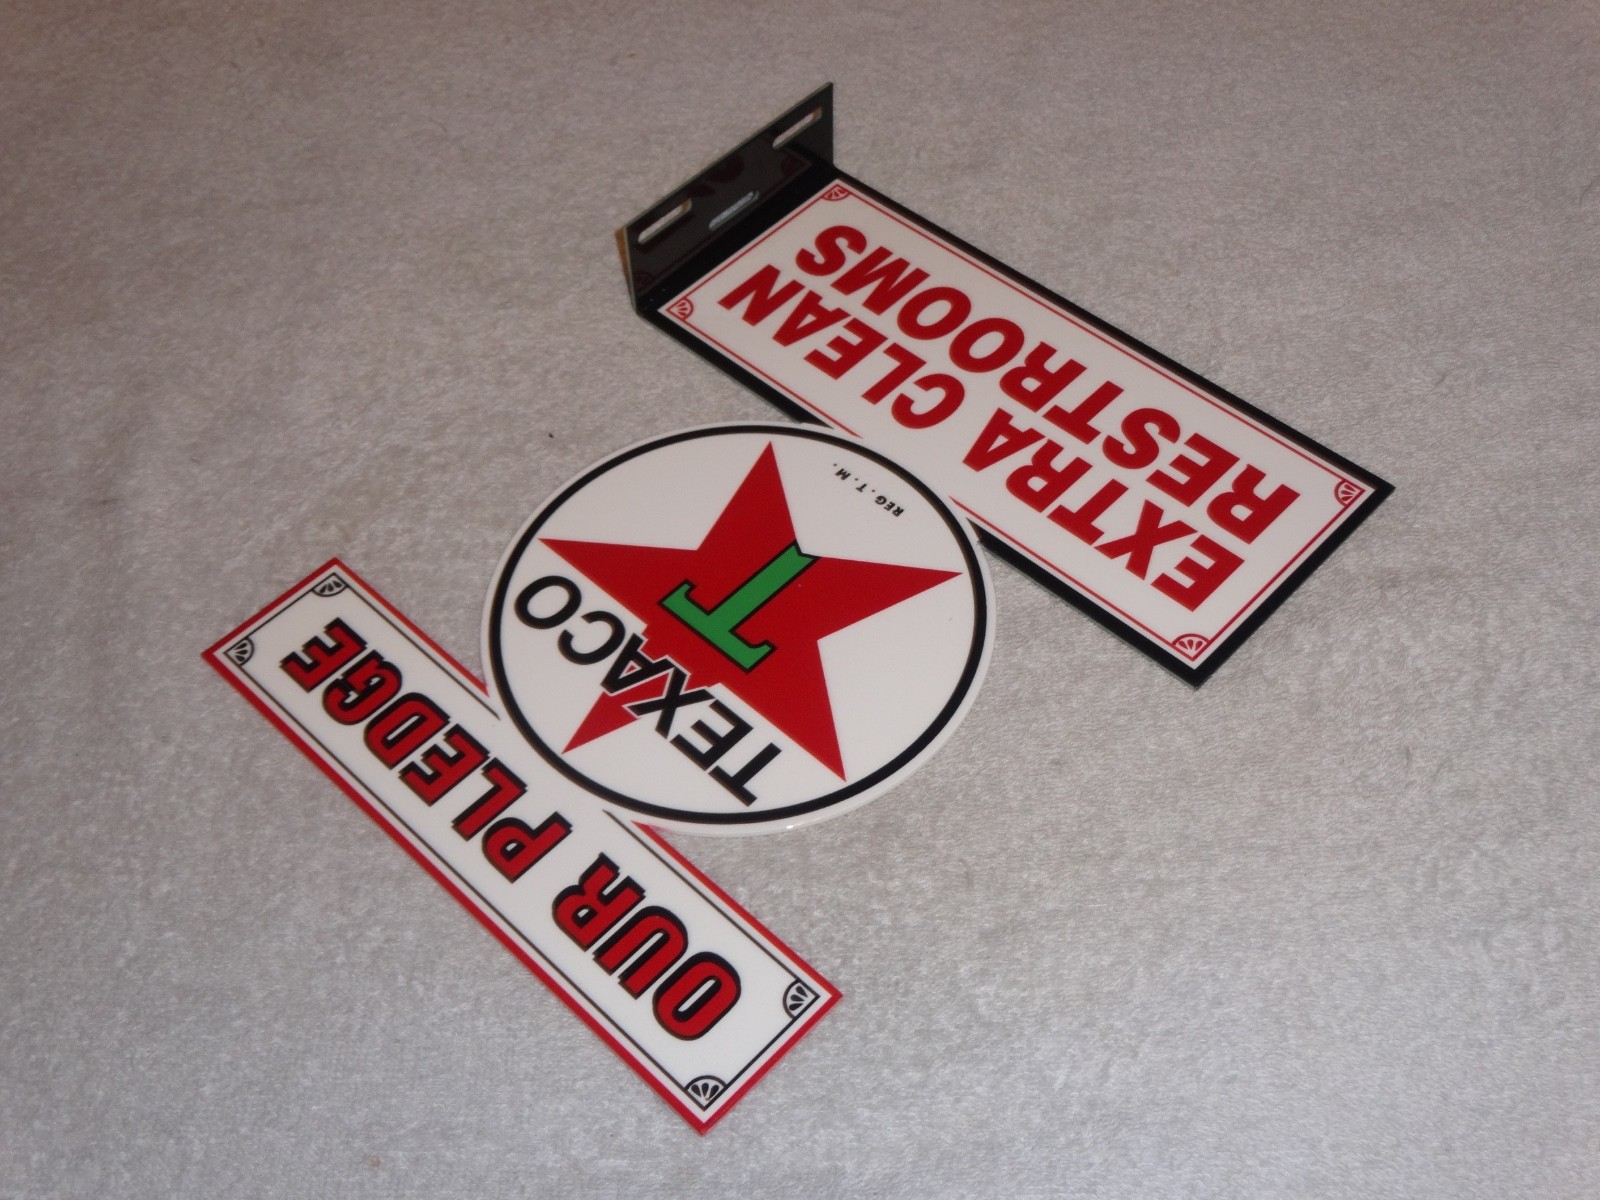 OUR PLEDGE
TEXACO
T
REG. T. M.
EXTRA CLEAN
RESTROOMS